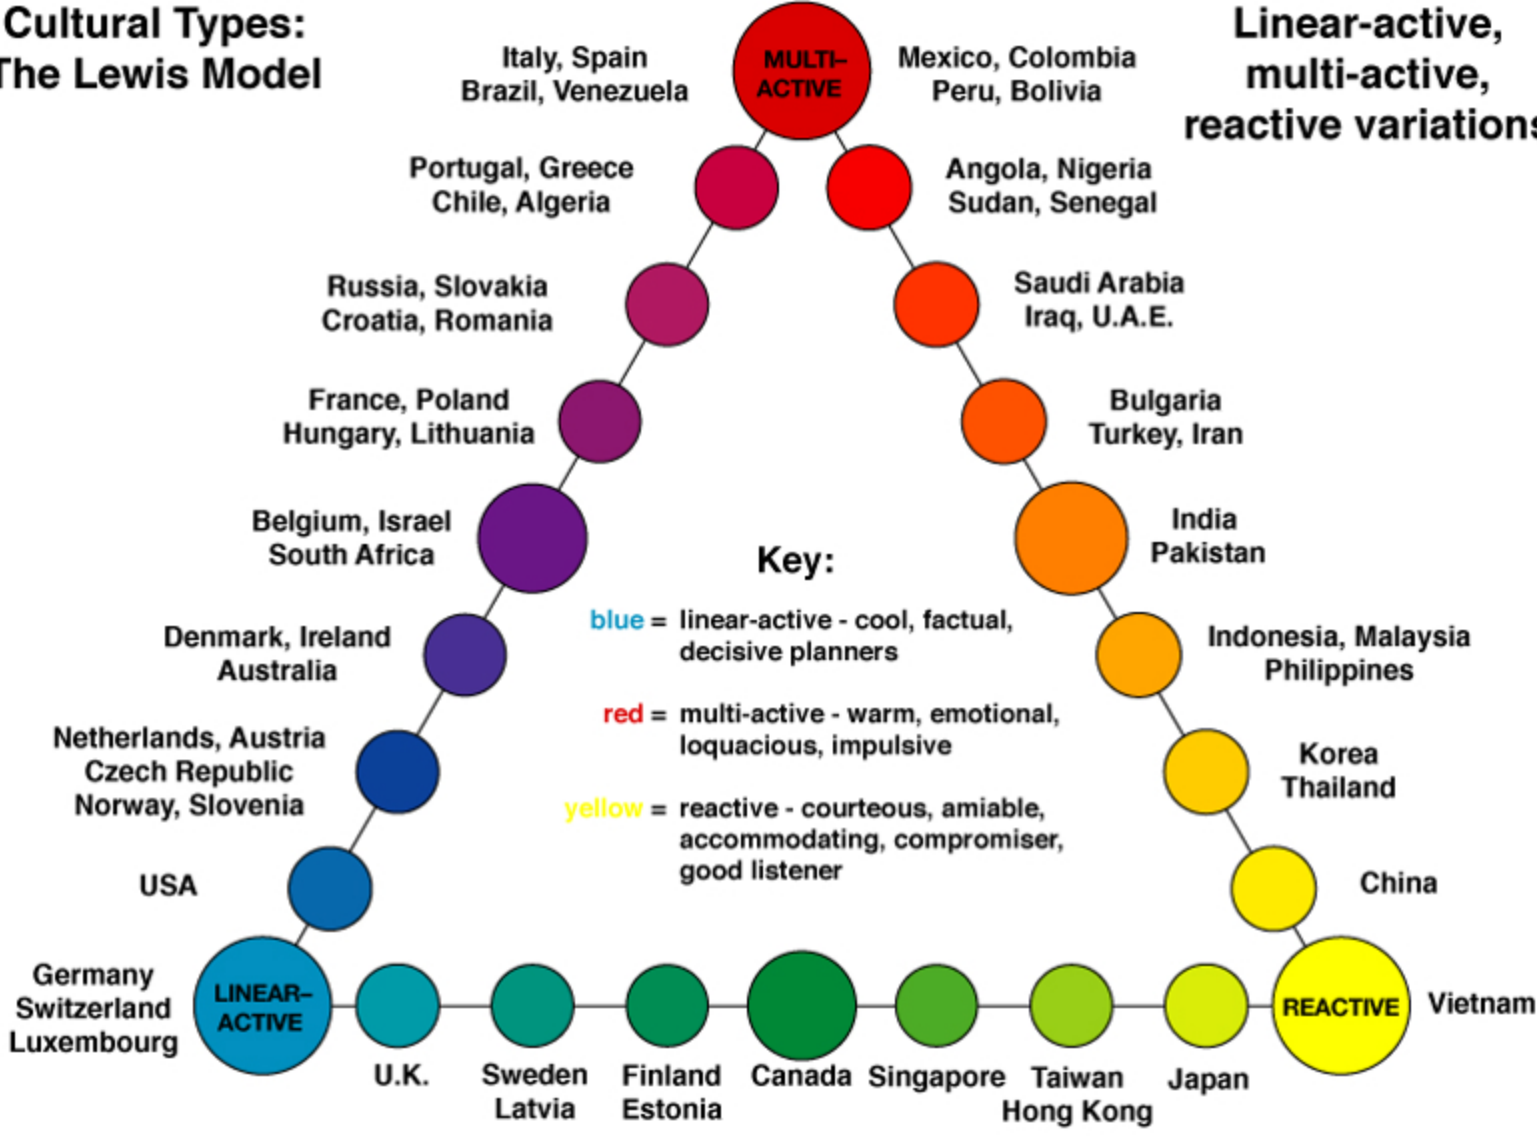 Cultural Types:
The Lewis Model
Linear-active,
multi-active,
reactive variations
MULTI–
ACTIVE
Italy, Spain
Brazil, Venezuela
Mexico, Colombia
Peru, Bolivia
Portugal, Greece
Chile, Algeria
Angola, Nigeria
Sudan, Senegal
Russia, Slovakia
Croatia, Romania
Saudi Arabia
Iraq, U.A.E.
France, Poland
Hungary, Lithuania
Bulgaria
Turkey, Iran
Belgium, Israel
South Africa
India
Pakistan
Key:
blue = linear-active - cool, factual,
decisive planners
red = multi-active - warm, emotional,
loquacious, impulsive
yellow = reactive - courteous, amiable,
accommodating, compromiser,
good listener
Denmark, Ireland
Australia
Indonesia, Malaysia
Philippines
Netherlands, Austria
Czech Republic
Norway, Slovenia
Korea
Thailand
USA
China
Germany
Switzerland
Luxembourg
LINEAR–
ACTIVE
REACTIVE
Vietnam
U.K.
Sweden
Latvia
Finland
Estonia
Canada
Singapore
Taiwan
Hong Kong
Japan